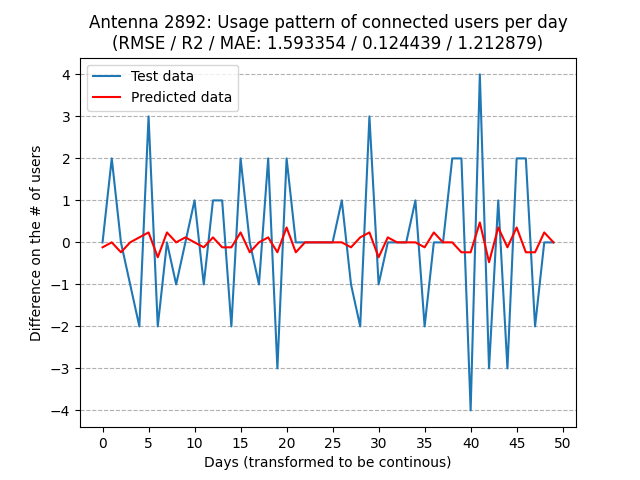 Antenna 2892: Usage pattern of connected users per day
(RMSE / R2 / MAE: 1.593354 / 0.124439 / 1.212879)
Test data
Predicted data
Difference on the # of users
4
3
2
1
0
−1
−2
−3
−4
0 5 10 15 20 25 30 35 40 45 50
Days (transformed to be continous)